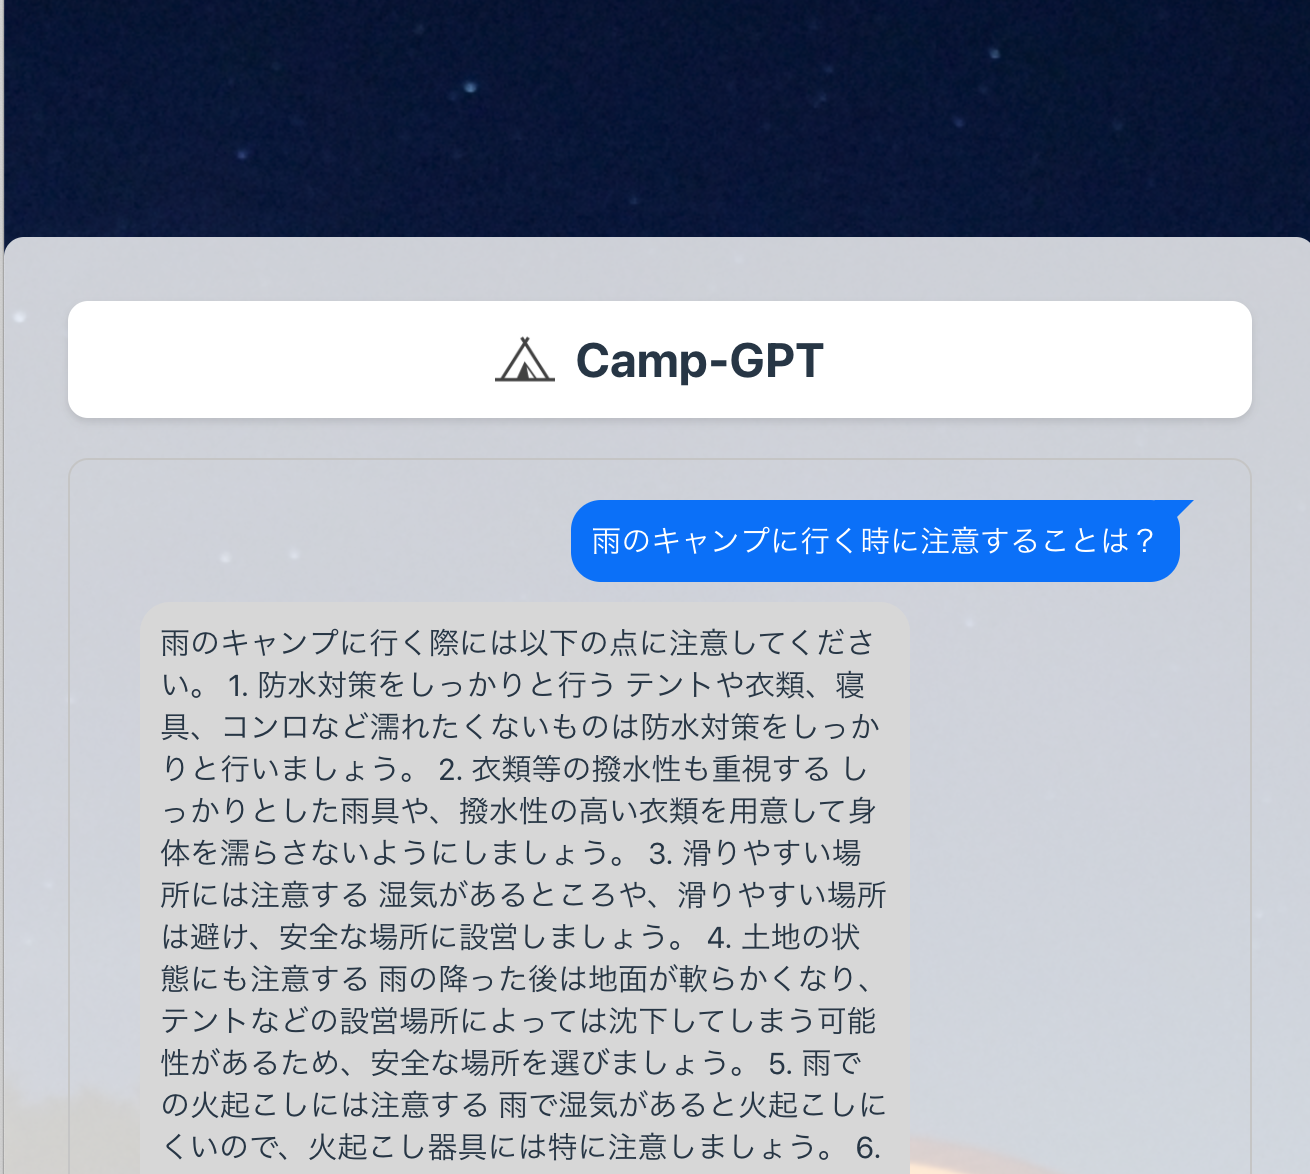 Camp-GPT
雨のキャンプに行く時に注意することは？
雨のキャンプに行く際には以下の点に注意してくださ
い。 1. 防水対策をしっかりと行う テントや衣類、寝
具、コンロなど濡れたくないものは防水対策をしっか
りと行いましょう。 2. 衣類等の撥水性も重視する し
っかりとした雨具や、撥水性の高い衣類を用意して身
体を濡らさないようにしましょう。 3. 滑りやすい場
所には注意する 湿気があるところや、滑りやすい場所
は避け、安全な場所に設営しましょう。 4. 土地の状
態にも注意する 雨の降った後は地面が軟らかくなり、
テントなどの設営場所によっては沈下してしまう可能
性があるため、安全な場所を選びましょう。 5. 雨で
の火起こしには注意する 雨で湿気があると火起こしに
くいので、火起こし器具には特に注意しましょう。 6.